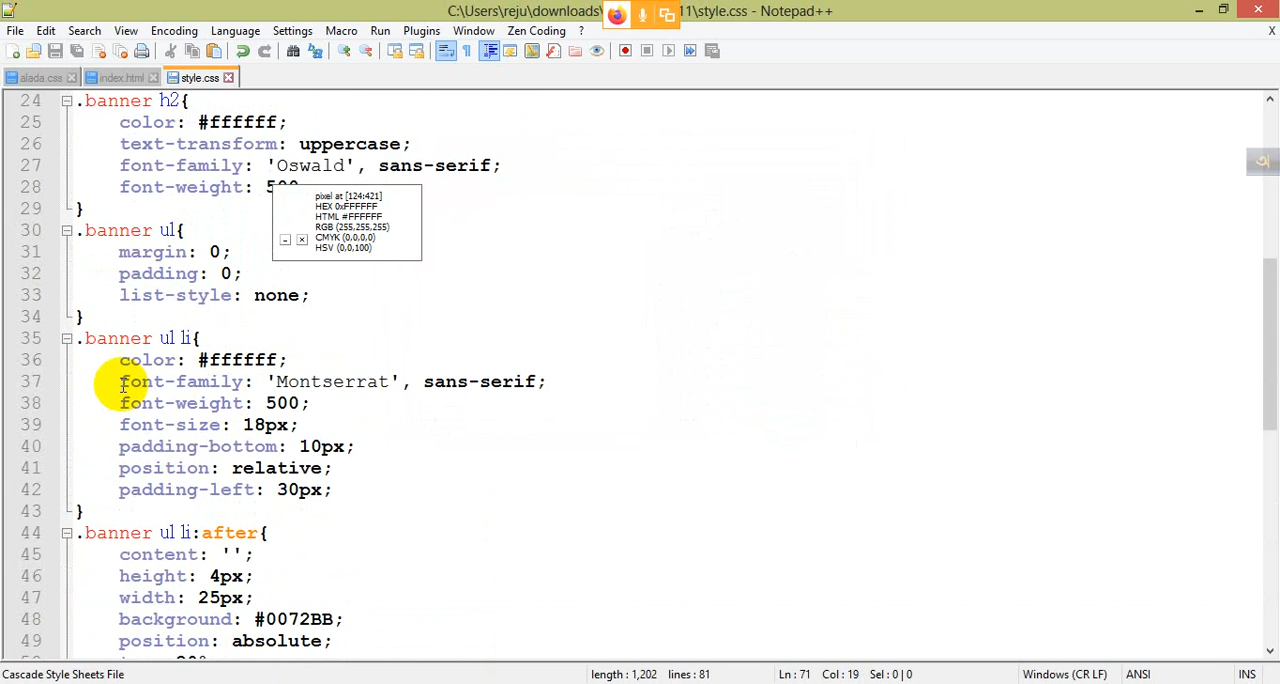 C:\Users\reju\downloads\ 11\style.css - Notepad++
File Edit Search View Encoding Language Settings Macro Run Plugins Window Zen Coding ? X
alada.css index.html style.css
24 .banner h2{
25 color: #ffffff;
26 text-transform: uppercase;
27 font-family: 'Oswald', sans-serif;
28 font-weight: 500
29 }
30 .banner ul{
31 margin: 0;
32 padding: 0;
33 list-style: none;
34 }
35 .banner ul li{
36 color: #ffffff;
37 font-family: 'Montserrat', sans-serif;
38 font-weight: 500;
39 font-size: 18px;
40 padding-bottom: 10px;
41 position: relative;
42 padding-left: 30px;
43 }
44 .banner ul li:after{
45 content: '';
46 height: 4px;
47 width: 25px;
48 background: #0072BB;
49 position: absolute;
pixel at [124:421]
HEX 0xFFFFFF
HTML #FFFFFF
RGB (255,255,255)
CMYK (0,0,0,0)
HSV (0,0,100)
অ
Cascade Style Sheets File length : 1,202 lines : 81 Ln : 71 Col : 19 Sel : 0 | 0 Windows (CR LF) ANSI INS